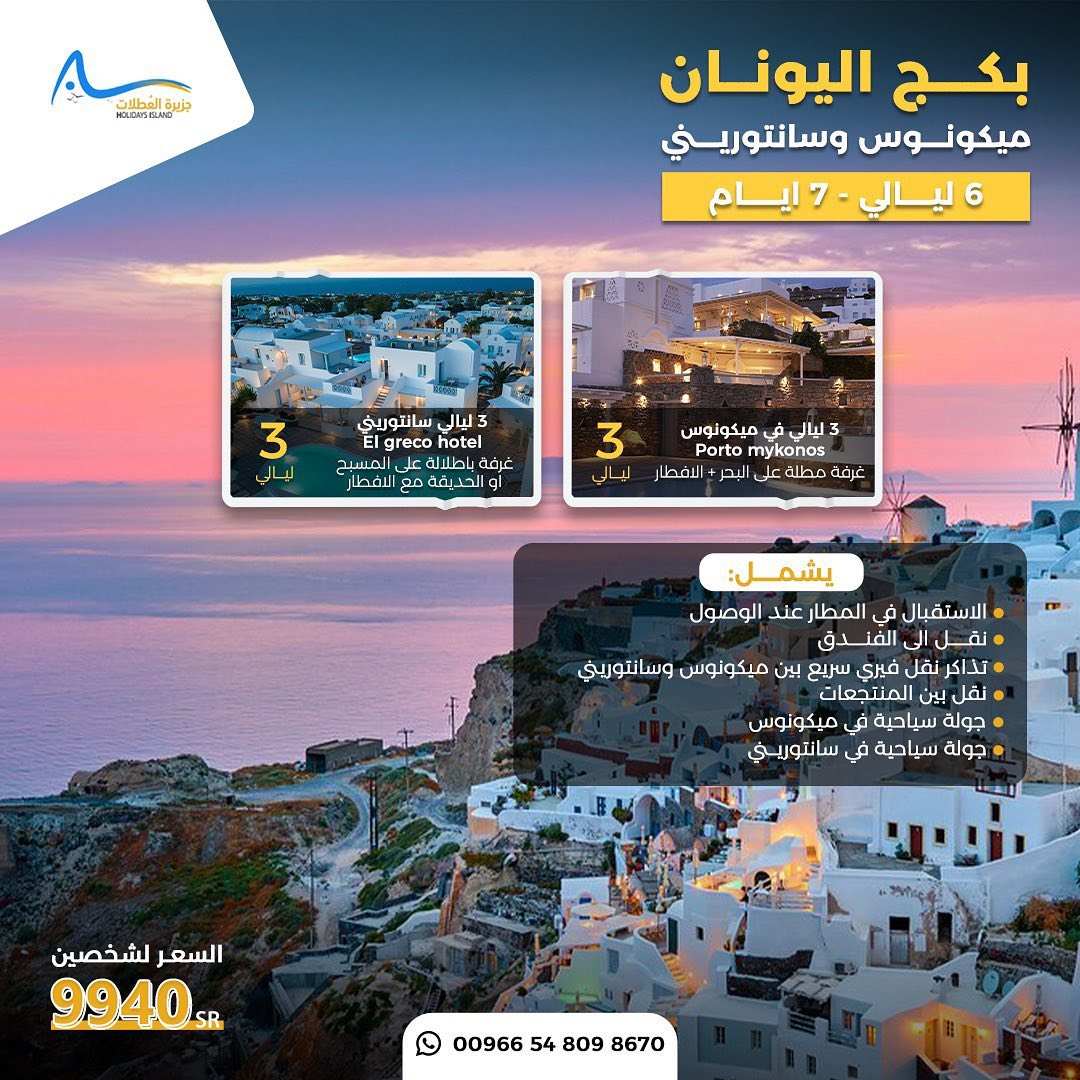 جزيرة العُطلات
HOLIDAYS ISLAND
بكج اليونان
ميكونوس وسانتوريني
6 ليالي - 7 ايام
3 ليالي في ميكونوس
Porto mykonos
غرفة مطلة على البحر + الافطار
3
ليالي
3 ليالي سانتوريني
El greco hotel
غرفة باطلالة على المسبح
او الحديقة مع الافطار
3
ليالي
يشمل:
الاستقبال في المطار عند الوصول
نقل الى الفندق
تذاكر نقل فيري سريع بين ميكونوس وسانتوريني
نقل بين المنتجعات
جولة سياحية في ميكونوس
جولة سياحية في سانتوريني
السعر لشخصين
9940 SR
00966 54 809 8670